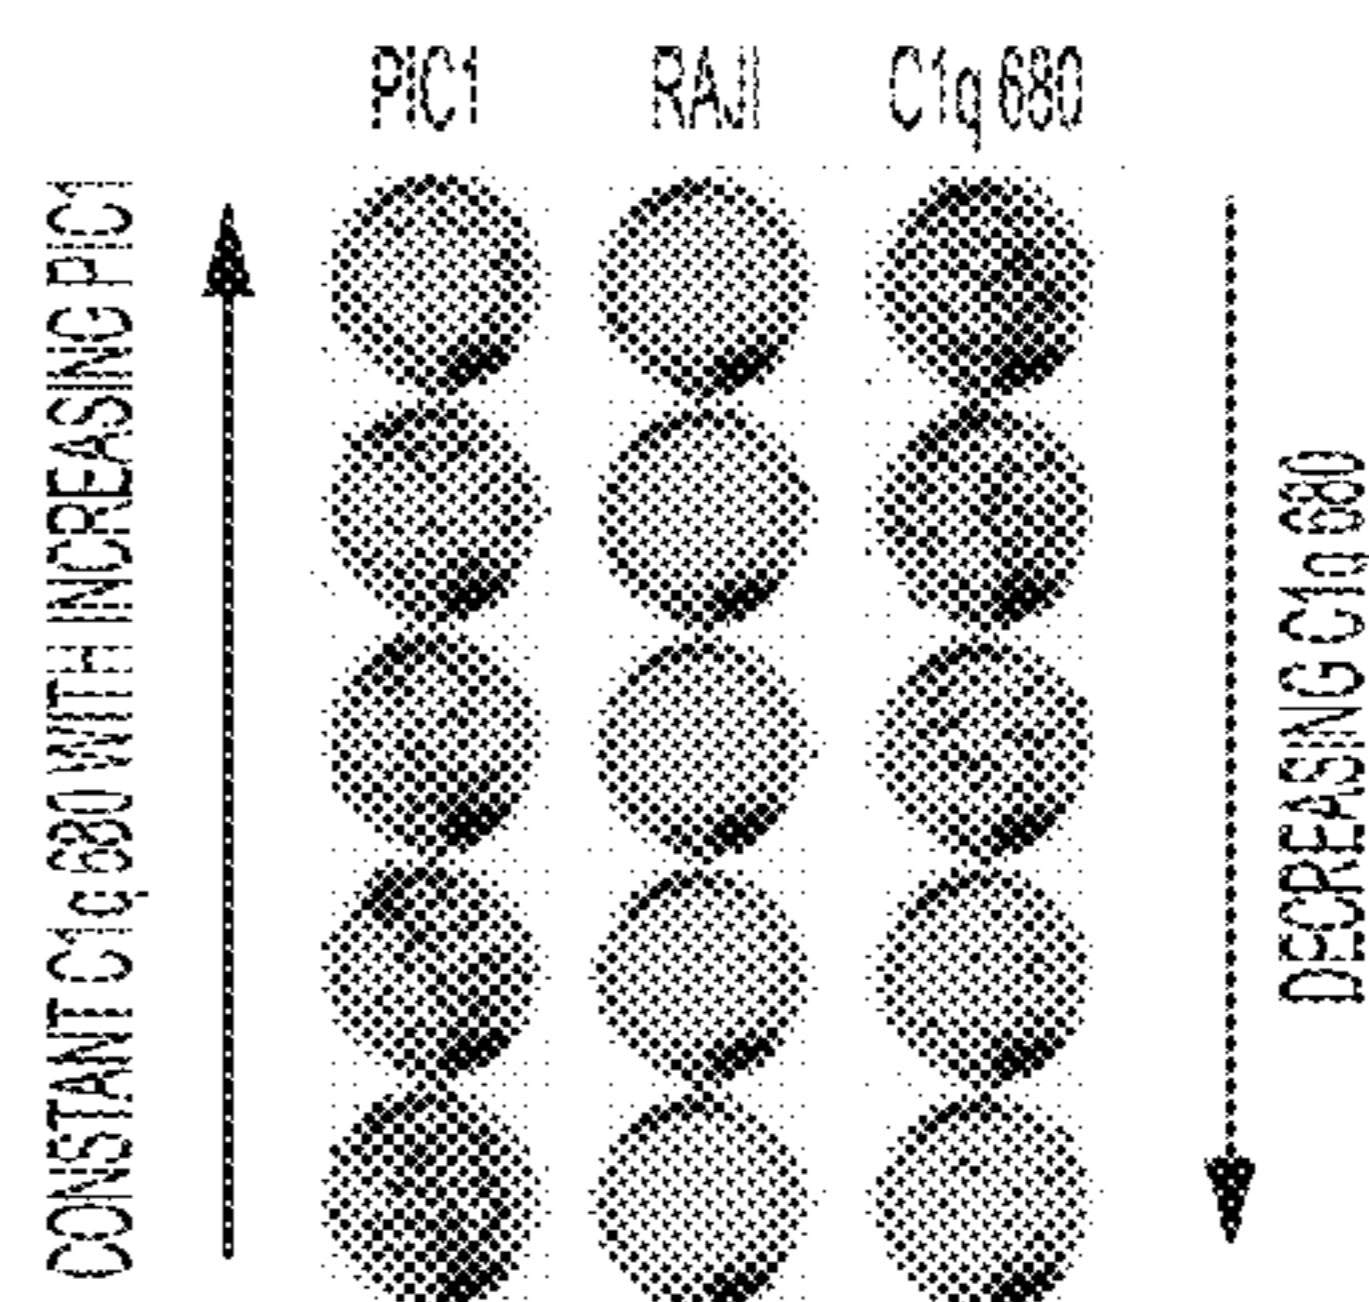 PIC1 RAJI C1q 680
CONSTANT C1q 680 WITH INCREASING PIC1
DECREASING C1q 680